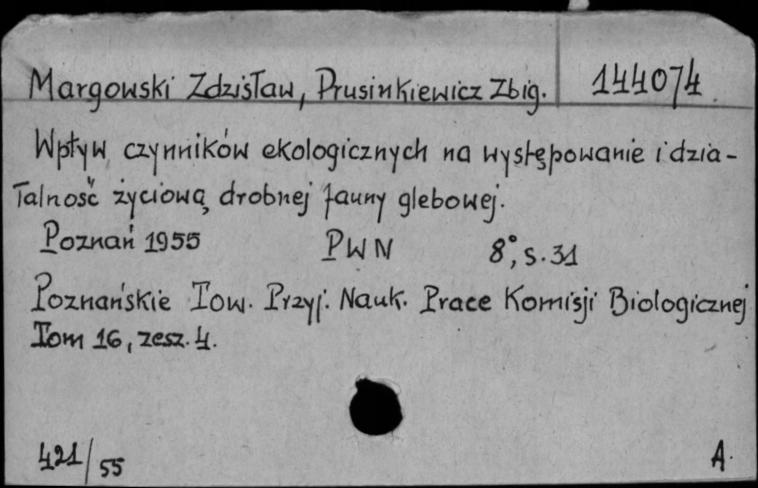 Margowski Zdzisław, Prusinkiewicz Zbig. 144074.
Wpływ czynników ekologicznych na występowanie i dzia-
łalność życiową drobnej fauny glebowej.
Poznań 1955 PWN 8°, s. 31
Poznańskie Tow. Przyj. Nauk. Prace Komisji Biologicznej
Tom 16, zesz. 4.
421/55 A.